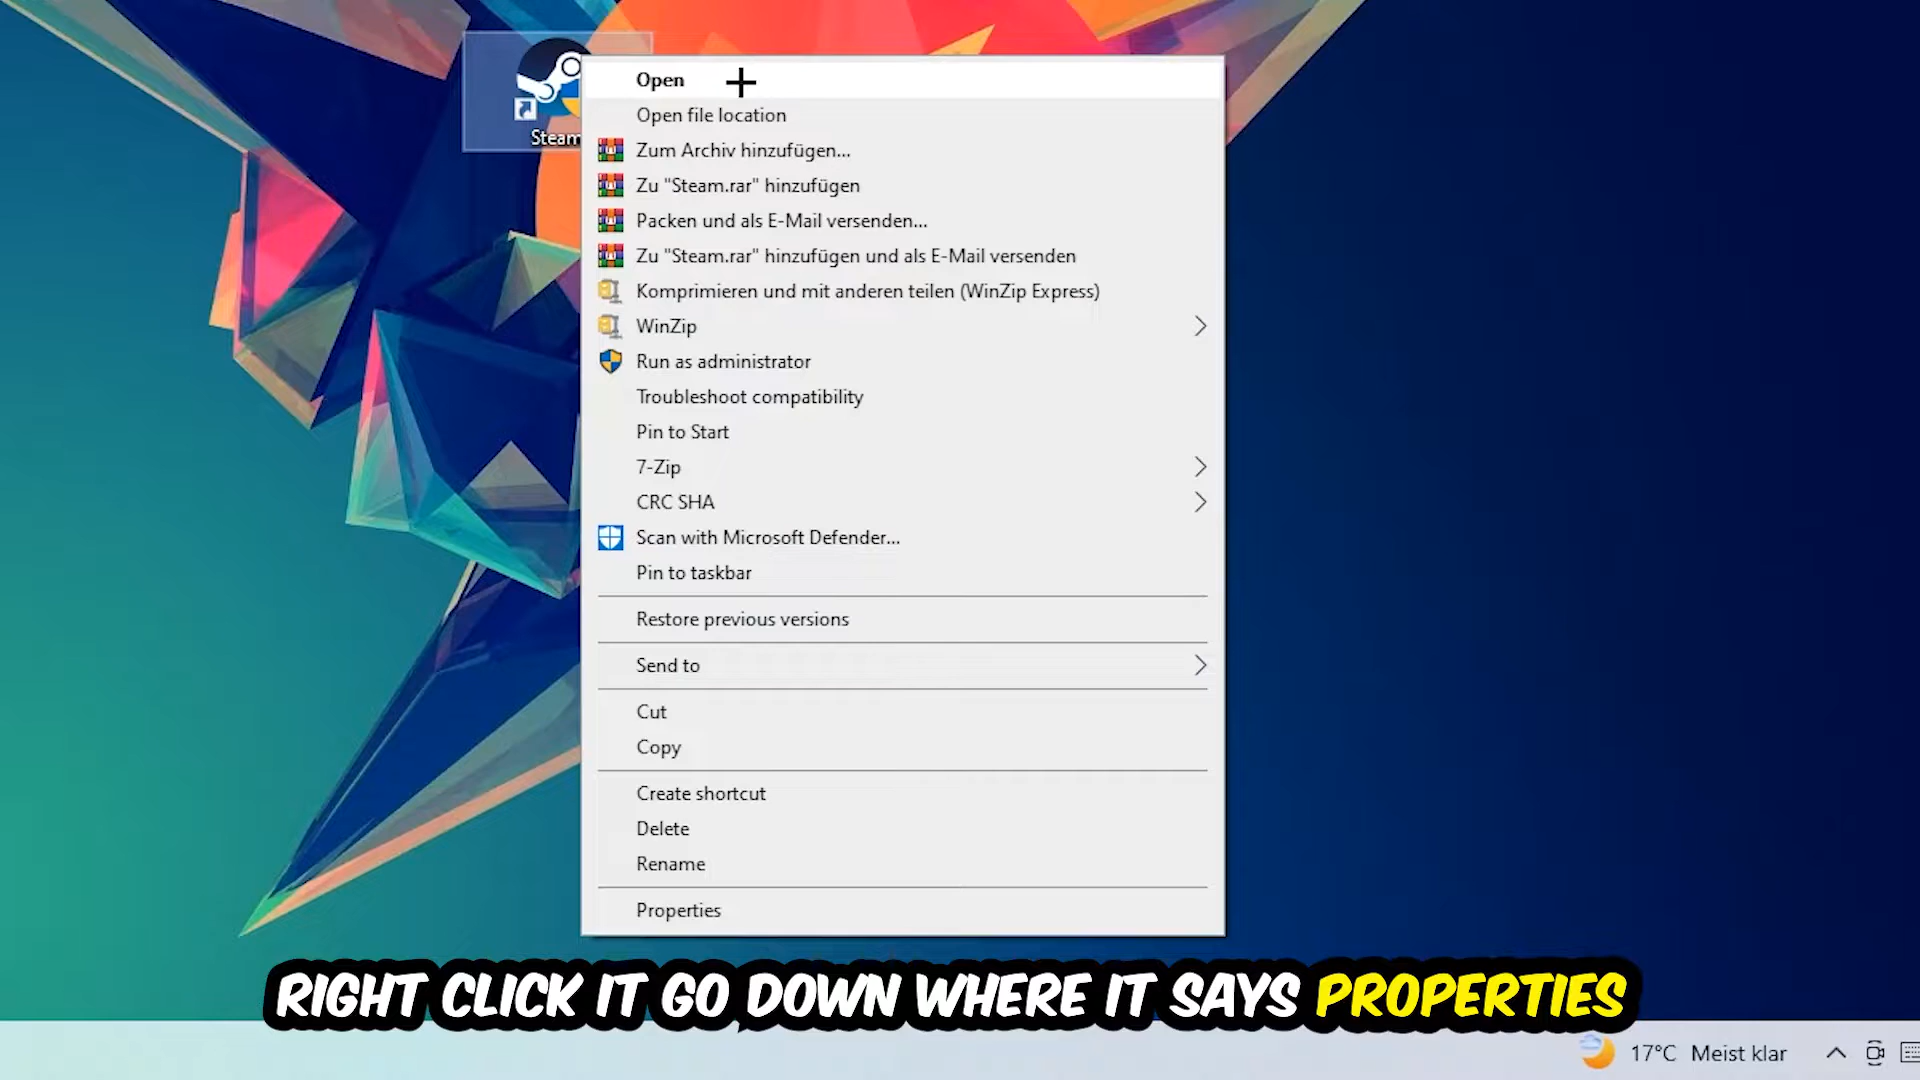 Steam
Open
Open file location
Zum Archiv hinzufügen...
Zu "Steam.rar" hinzufügen
Packen und als E-Mail versenden...
Zu "Steam.rar" hinzufügen und als E-Mail versenden
Komprimieren und mit anderen teilen (WinZip Express)
WinZip
Run as administrator
Troubleshoot compatibility
Pin to Start
7-Zip
CRC SHA
Scan with Microsoft Defender...
Pin to taskbar
Restore previous versions
Send to
Cut
Copy
Create shortcut
Delete
Rename
Properties
RIGHT CLICK IT GO DOWN WHERE IT SAYS PROPERTIES
17°C Meist klar